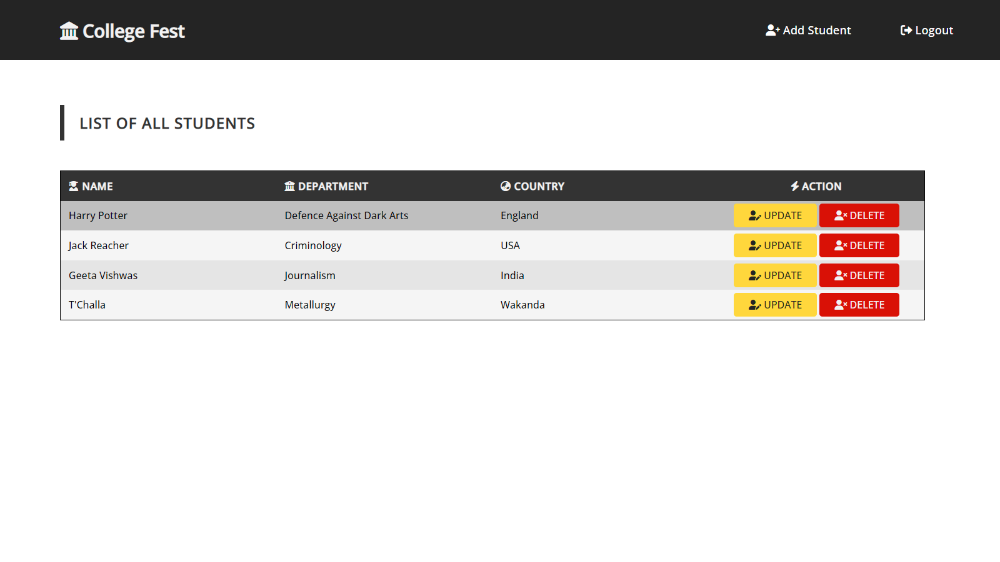 College Fest Add Student Logout
LIST OF ALL STUDENTS
NAME DEPARTMENT COUNTRY ACTION
Harry Potter Defence Against Dark Arts England UPDATE DELETE
Jack Reacher Criminology USA UPDATE DELETE
Geeta Vishwas Journalism India UPDATE DELETE
T'Challa Metallurgy Wakanda UPDATE DELETE